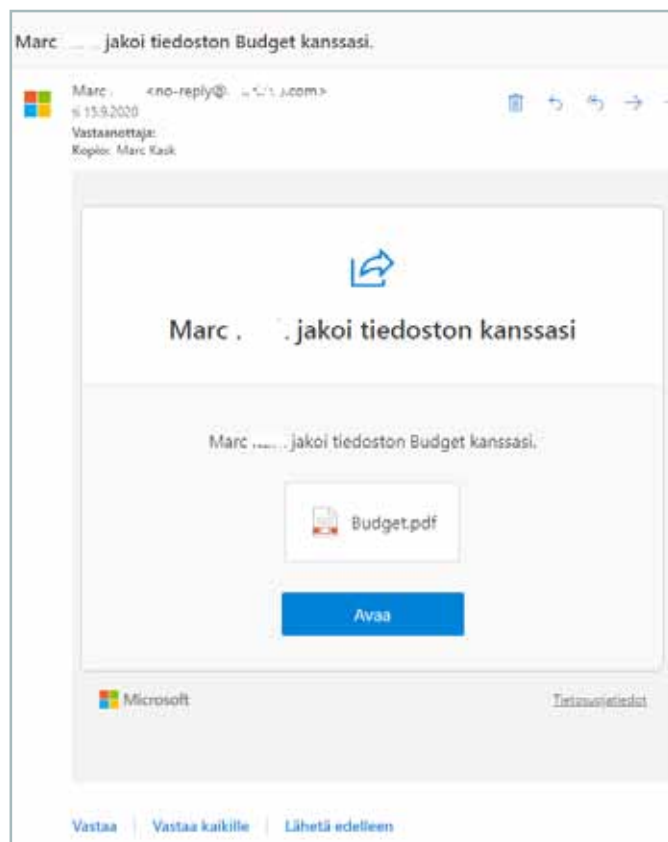 Marc jakoi tiedoston Budget kanssasi.
Marc <no-reply@ .com>
ti 15.9.2020
Vastaanottaja:
Kopio: Marc Kask
Marc . . jakoi tiedoston kanssasi
Marc jakoi tiedoston Budget kanssasi.
Budget.pdf
Avaa
Microsoft
Tietosuojatiedot
Vastaa | Vastaa kaikille | Lähetä edelleen